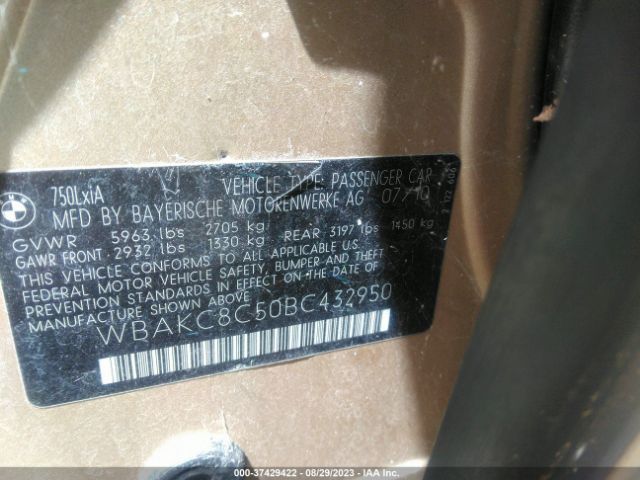 BMW
750LxiA
VEHICLE TYPE: PASSENGER CAR
MFD BY BAYERISCHE MOTORENWERKE AG 07/10
GVWR 5963 lbs 2705 kg
GAWR FRONT 2932 lbs 1330 kg REAR 3197 lbs 1450 kg
THIS VEHICLE CONFORMS TO ALL APPLICABLE U.S.
FEDERAL MOTOR VEHICLE SAFETY, BUMPER, AND THEFT
PREVENTION STANDARDS IN EFFECT ON THE DATE OF
MANUFACTURE SHOWN ABOVE
WBAKC8C50BC432950
000-37429422 - 08/29/2023 - IAA Inc.